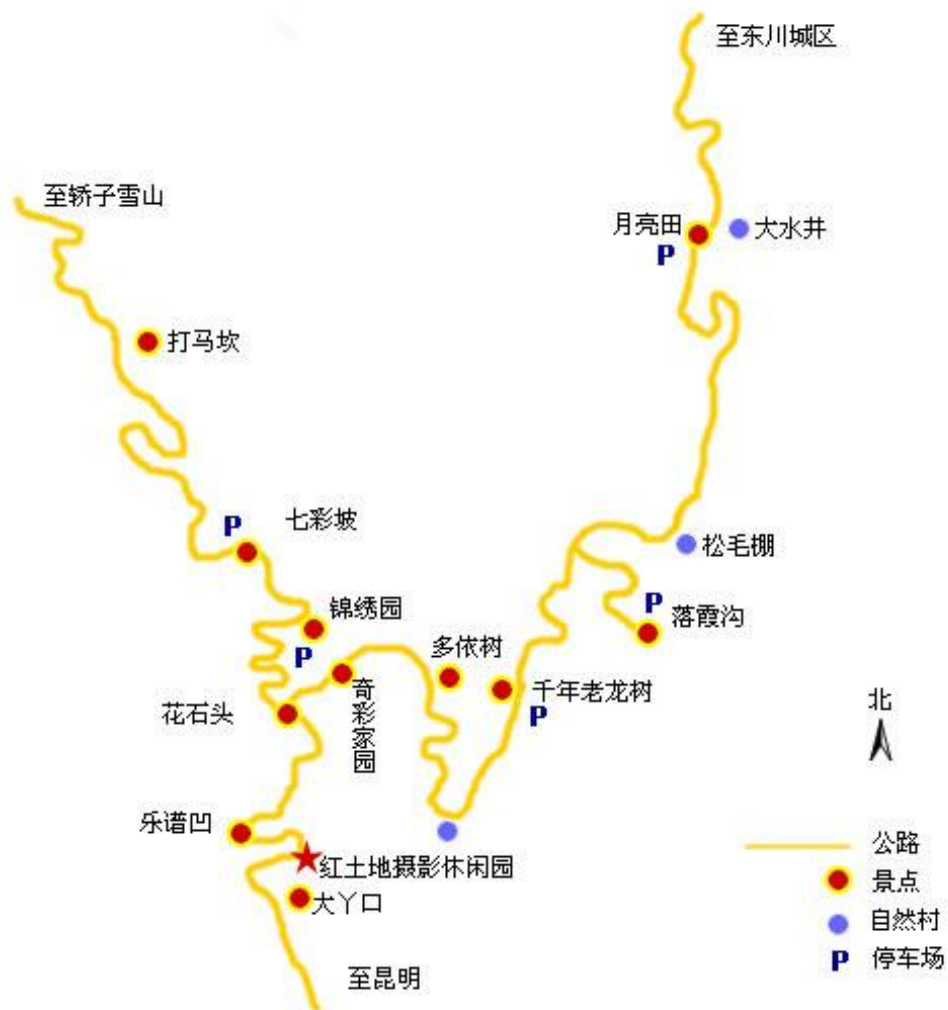 至东川城区
至轿子雪山
月亮田
大水井
P
打马坎
P
七彩坡
松毛棚
锦绣园
P
落霞沟
P
多依树
奇彩家园
千年老龙树
P
花石头
北
乐谱凹
红土地摄影休闲园
大丫口
至昆明
公路
景点
自然村
P 停车场